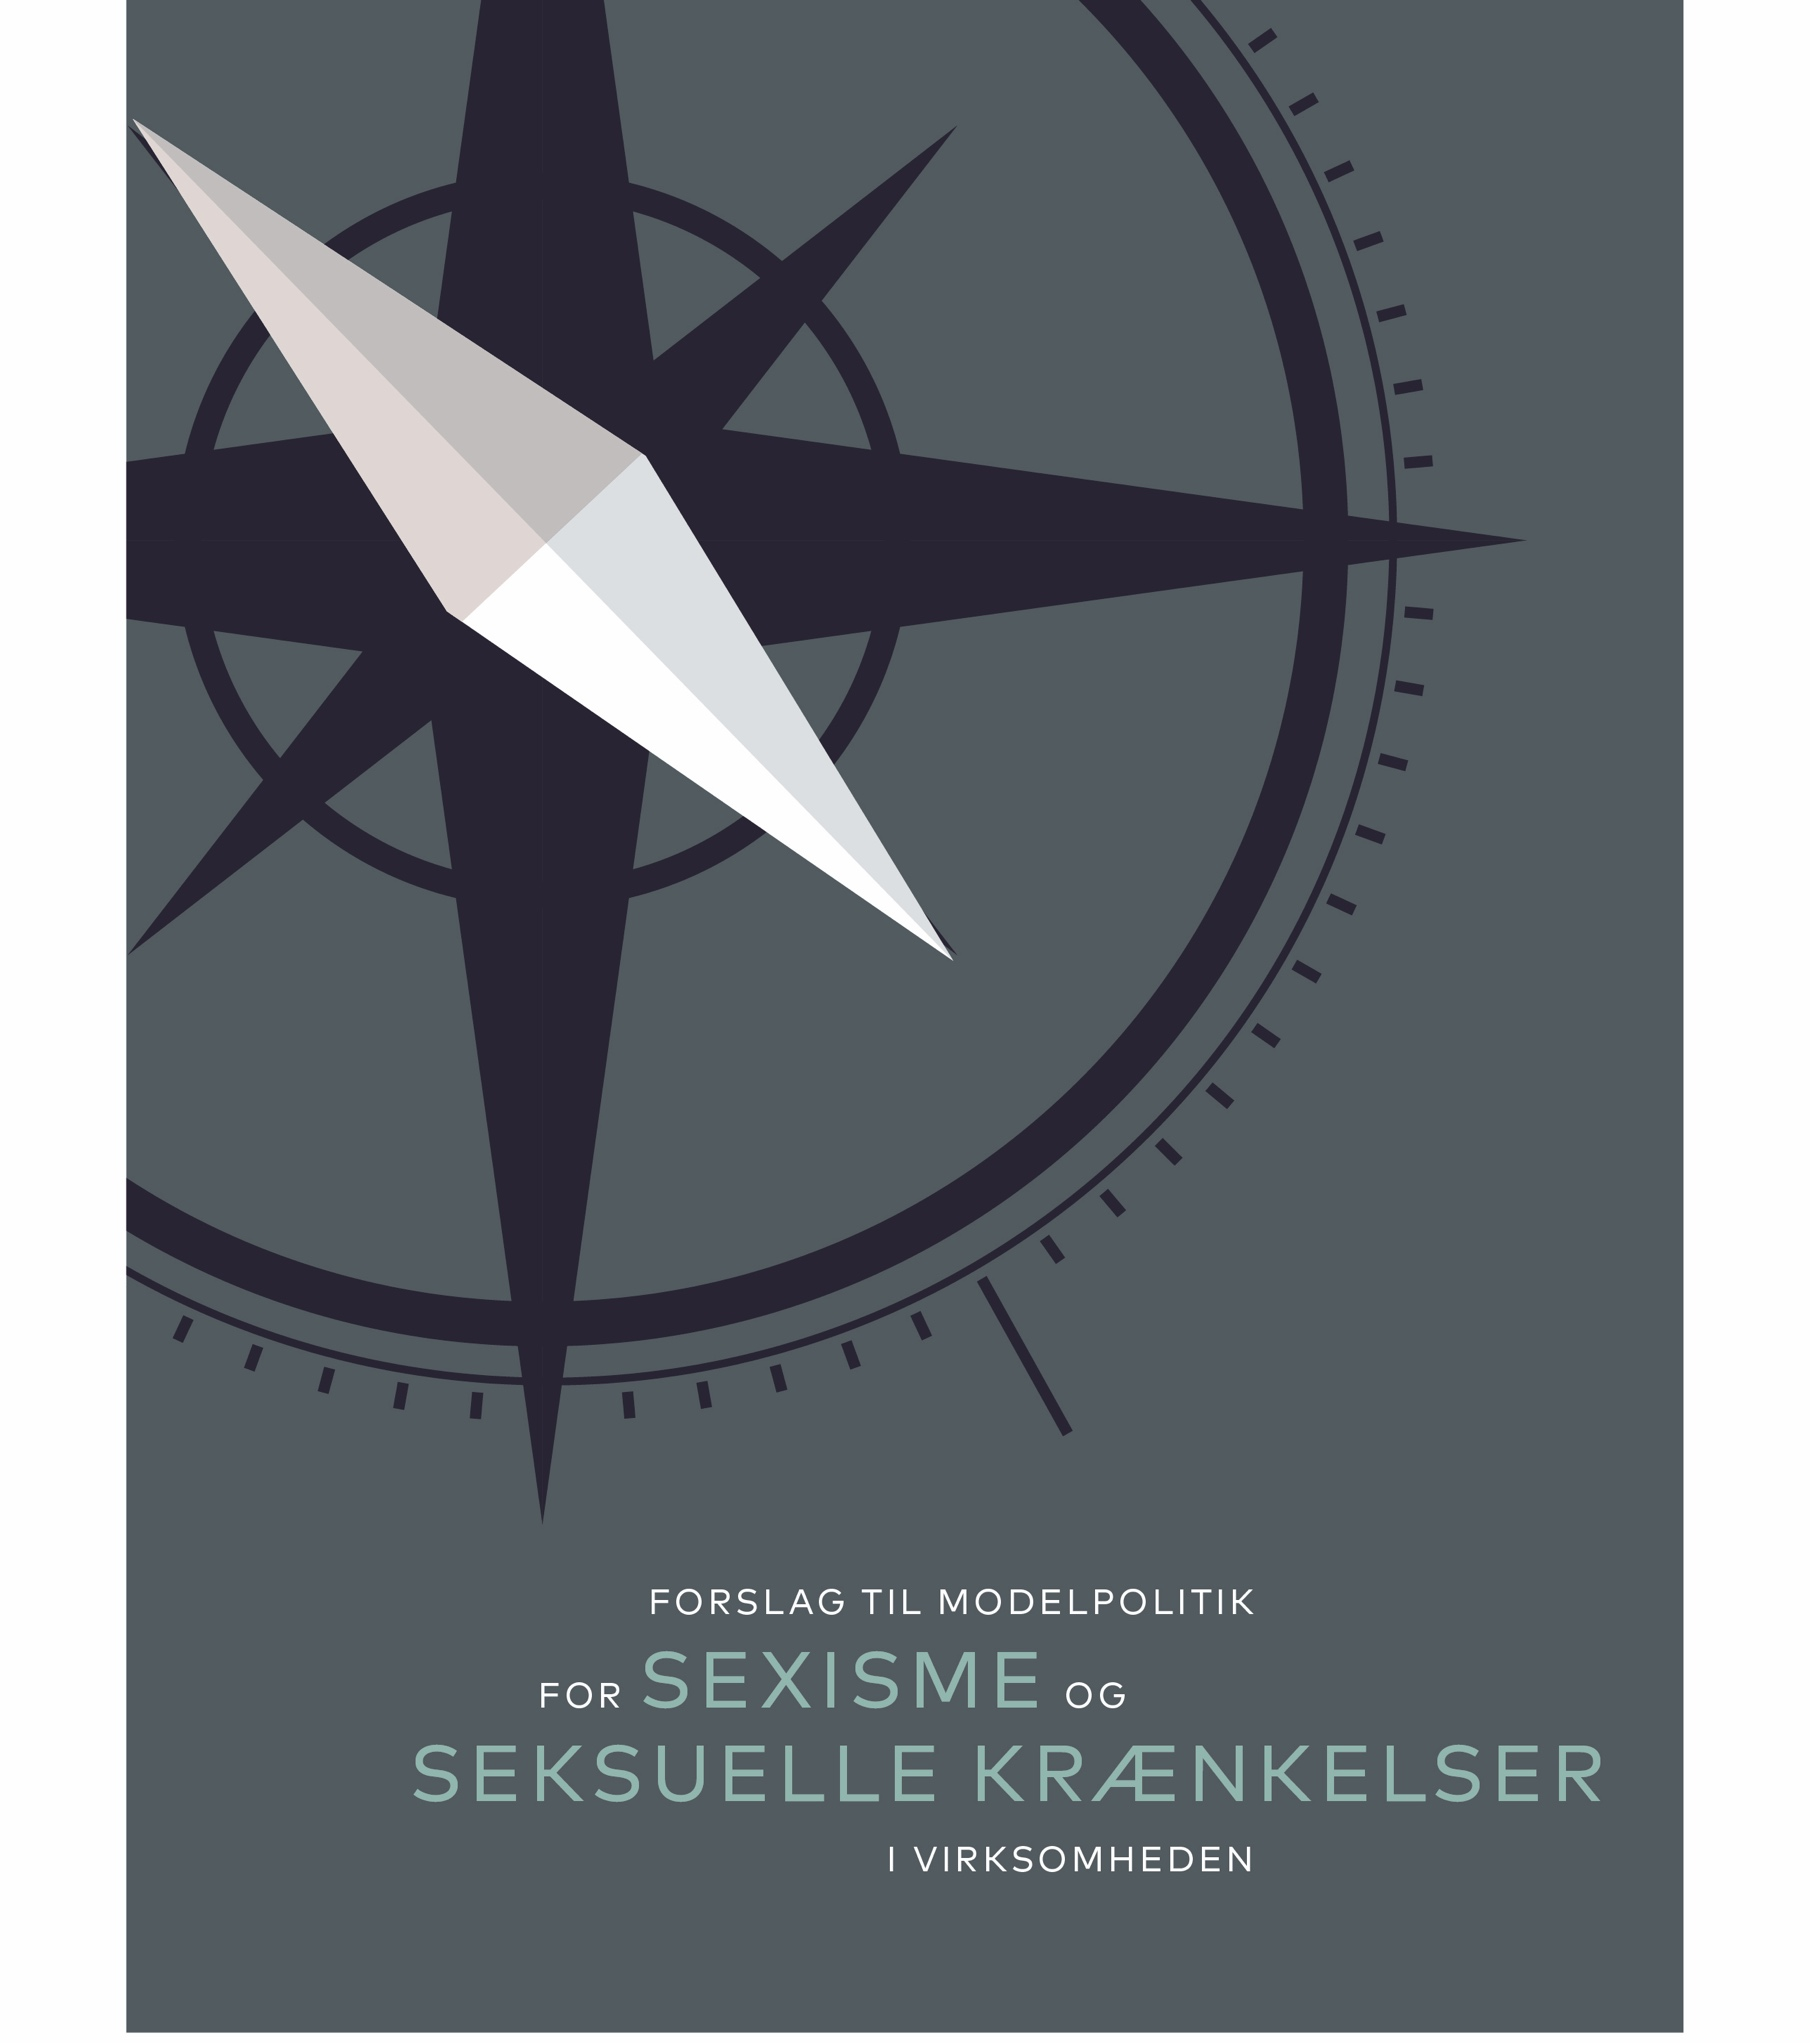 FORSLAG TIL MODELPOLITIK
FOR SEXISME OG
SEKSUELLE KRÆNKELSER
I VIRKSOMHEDEN